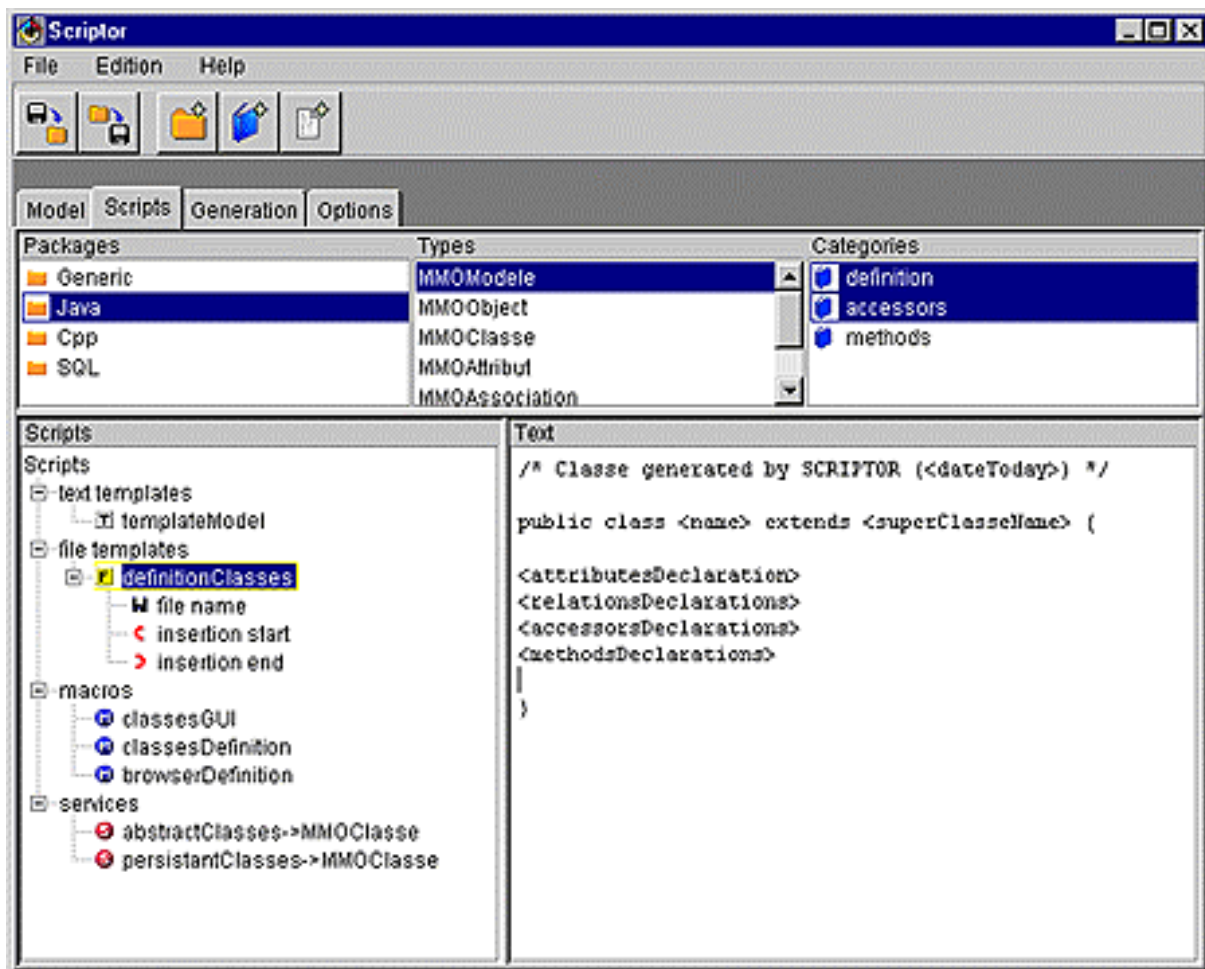 Scriptor
File Edition Help
Model Scripts Generation Options
Packages
Generic
Java
Cpp
SQL
Types
MMOModele
MMOObject
MMOClasse
MMOAttribut
MMOAssociation
Categories
definition
accessors
methods
Scripts
Scripts
text templates
templateModel
file templates
definitionClasses
file name
insertion start
insertion end
macros
classesGUI
classesDefinition
browserDefinition
services
abstractClasses->MMOClasse
persistantClasses->MMOClasse
Text
/* Classe generated by SCRIPTOR (<dateToday>) */
public class <name> extends <superClasseName> {
<attributesDeclaration>
<relationsDeclarations>
<accessorsDeclarations>
<methodsDeclarations>
}